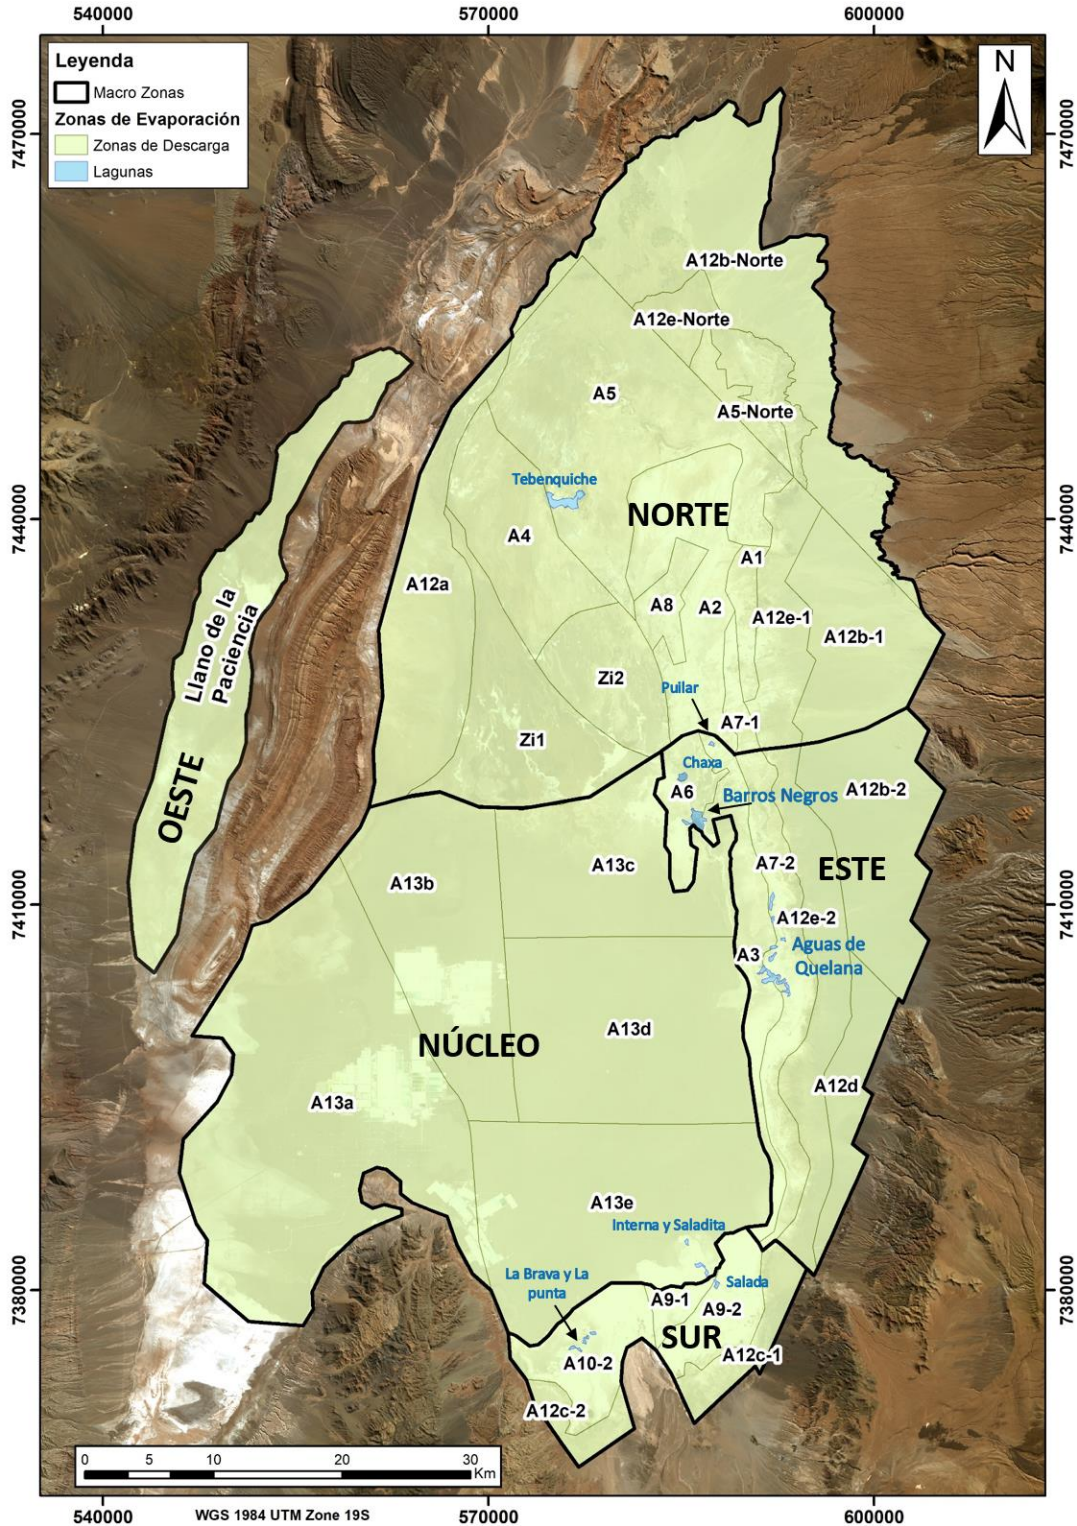 540000
570000
600000
7470000
7470000
Leyenda
Macro Zonas
Zonas de Evaporación
Zonas de Descarga
Lagunas
N
A12b-Norte
A12e-Norte
A5
A5-Norte
Tebenquiche
NORTE
7440000
7440000
A4
A1
A12a
A8
A2
A12e-1
A12b-1
Llano de la
Paciencia
Zi2
Puilar
A7-1
Zi1
Chaxa
A6
Barros Negros
A12b-2
OESTE
A13b
A13c
A7-2
ESTE
7410000
7410000
A12e-2
A3
Aguas de
Quelana
A13d
NÚCLEO
A13a
A12d
A13e
Interna y Saladita
La Brava y La
punta
Salada
7380000
7380000
A9-1
A9-2
SUR
A10-2
A12c-1
A12c-2
0 5 10 20 30
Km
540000
WGS 1984 UTM Zone 19S
570000
600000